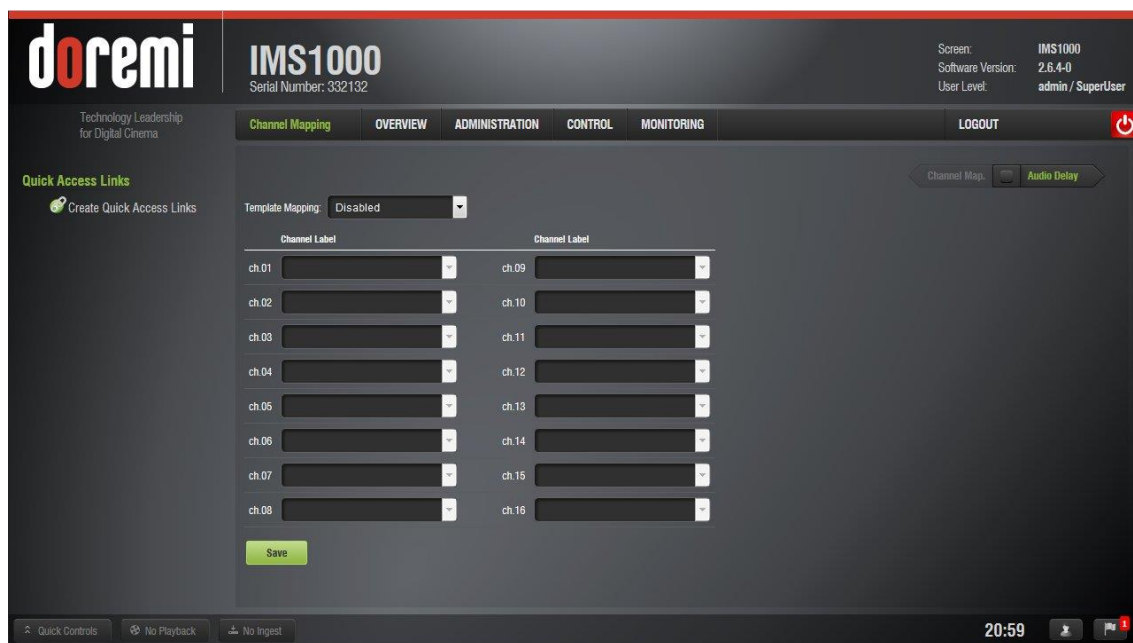 doremi
Technology Leadership
for Digital Cinema
IMS1000
Serial Number: 332132
Screen: IMS1000
Software Version: 2.6.4-0
User Level: admin / SuperUser
Channel Mapping OVERVIEW ADMINISTRATION CONTROL MONITORING LOGOUT
Quick Access Links
Create Quick Access Links
Channel Map. Audio Delay
Template Mapping: Disabled
Channel Label Channel Label
ch.01 ch.09
ch.02 ch.10
ch.03 ch.11
ch.04 ch.12
ch.05 ch.13
ch.06 ch.14
ch.07 ch.15
ch.08 ch.16
Save
Quick Controls No Playback No Ingest 20:59 1